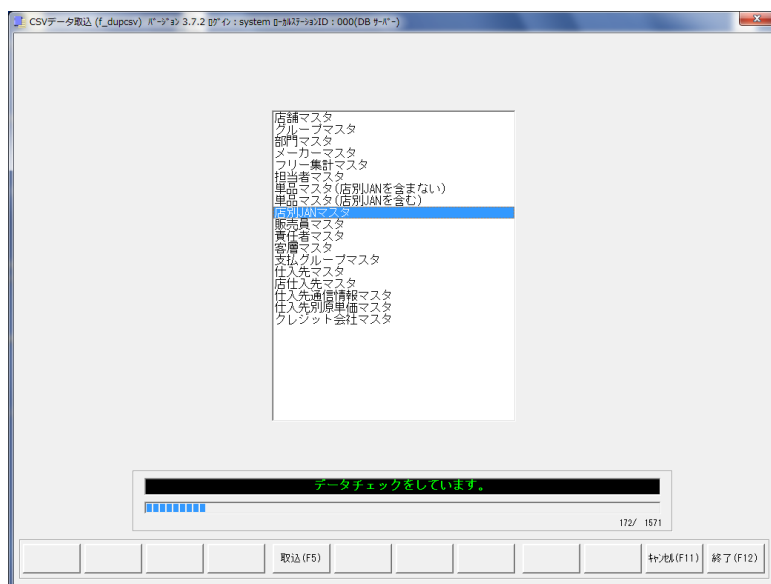 CSVデータ取込 (f_dupcsv) ﾊﾞｰｼﾞｮﾝ 3.7.2 ﾛｸﾞｲﾝ : system ﾛｰｶﾙｽﾃｰｼｮﾝID : 000(DB ｻｰﾊﾞｰ)
店舗マスタ
グループマスタ
部門マスタ
メーカーマスタ
フリー集計マスタ
担当者マスタ
単品マスタ(店別JANを含まない)
単品マスタ(店別JANを含む)
店別JANマスタ
販売員マスタ
責任者マスタ
客層マスタ
支払グループマスタ
仕入先マスタ
店仕入先マスタ
仕入先通信情報マスタ
仕入先別原単価マスタ
クレジット会社マスタ
データチェックをしています。
172/ 1571
取込(F5) ｷｬﾝｾﾙ(F11) 終了(F12)